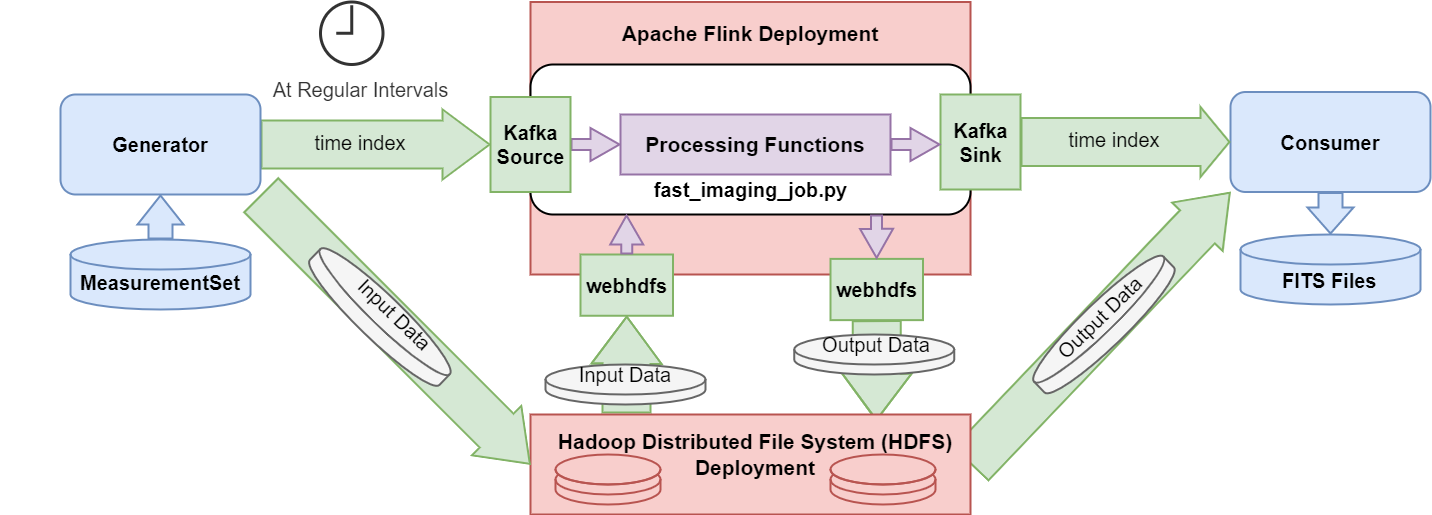 Apache Flink Deployment
At Regular Intervals
Generator
time index
Kafka
Source
Processing Functions
fast_imaging_job.py
Kafka
Sink
time index
Consumer
MeasurementSet
Input Data
webhdfs
webhdfs
Output Data
FITS Files
Input Data
Output Data
Hadoop Distributed File System (HDFS)
Deployment